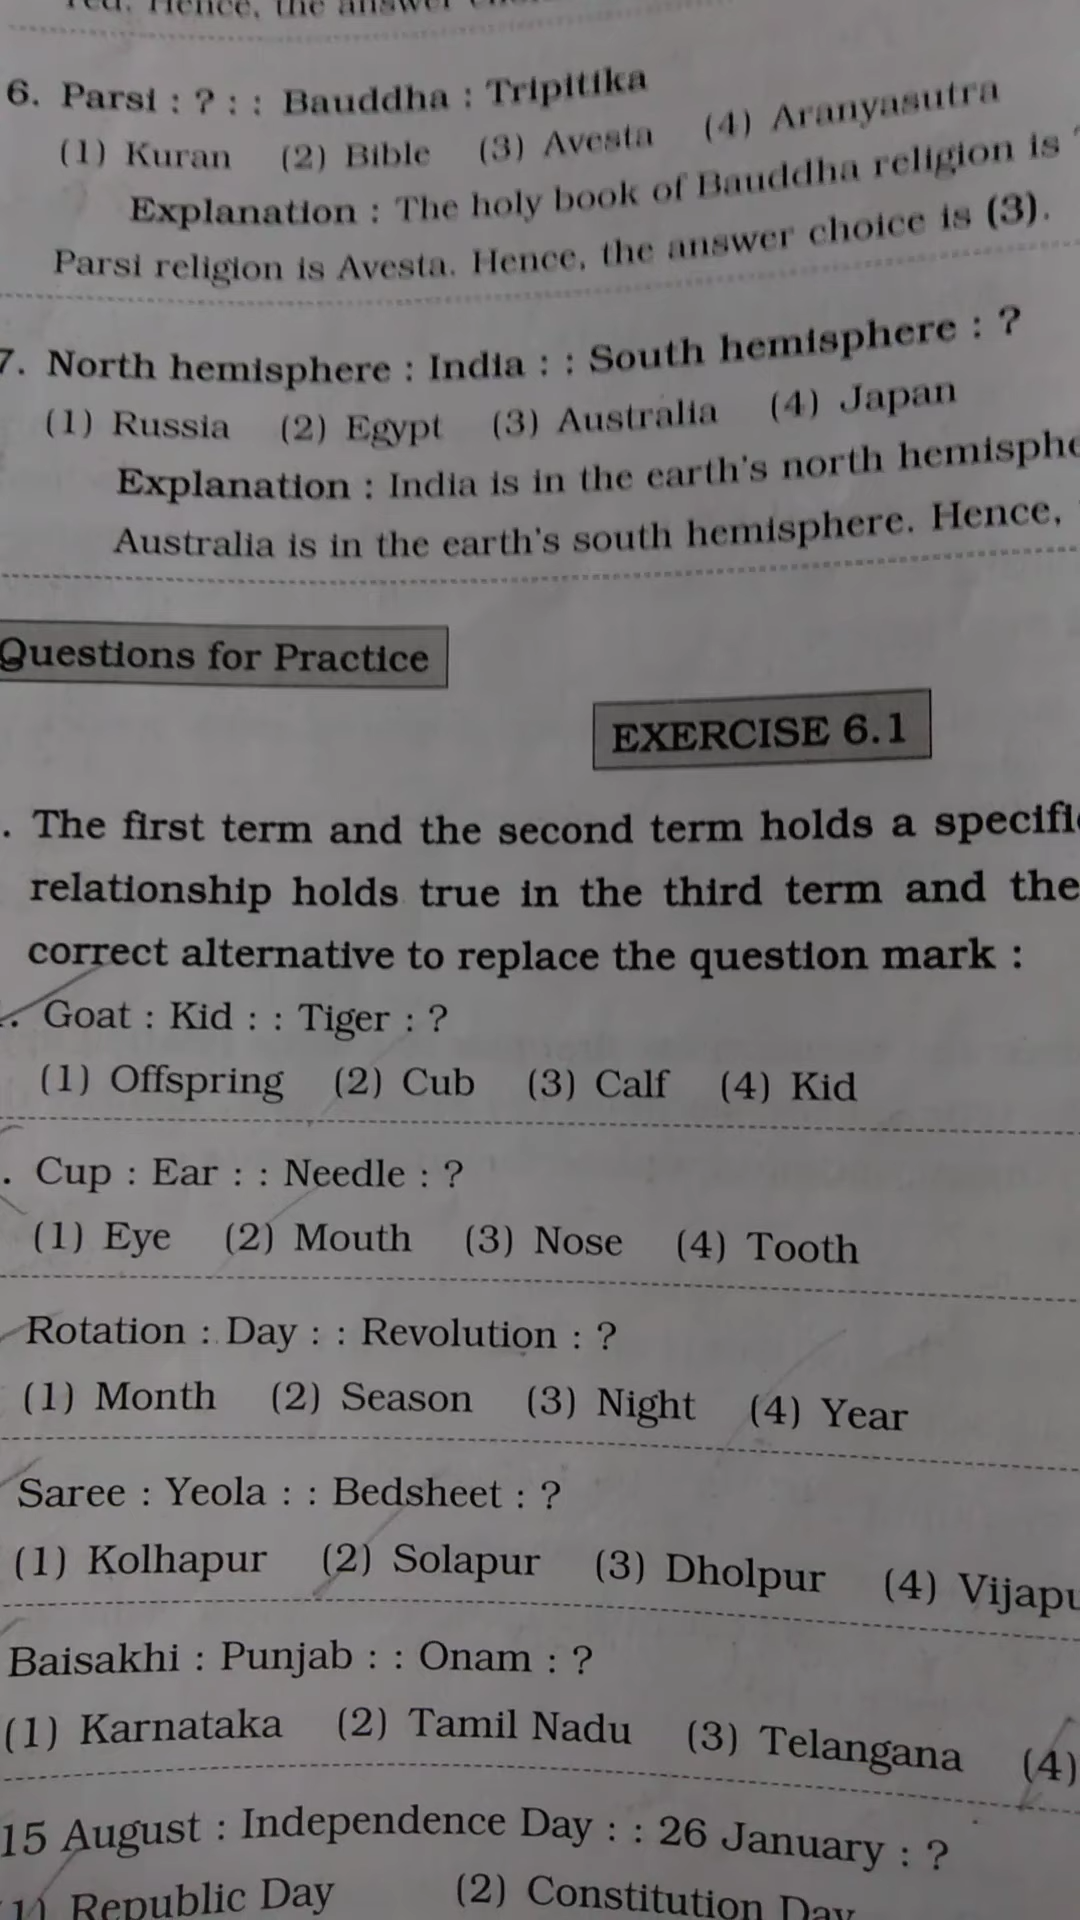 Hence, the answer
6. Parsi : ? : : Bauddha : Tripitika
(1) Kuran (2) Bible (3) Avesta (4) Aranyasutra
Explanation : The holy book of Bauddha religion is
Parsi religion is Avesta. Hence, the answer choice is (3).
7. North hemisphere : India : : South hemisphere : ?
(1) Russia (2) Egypt (3) Australia (4) Japan
Explanation : India is in the earth's north hemisphe
Australia is in the earth's south hemisphere. Hence,
Questions for Practice
EXERCISE 6.1
. The first term and the second term holds a specifi
relationship holds true in the third term and the
correct alternative to replace the question mark :
. Goat : Kid : : Tiger : ?
(1) Offspring (2) Cub (3) Calf (4) Kid
. Cup : Ear : : Needle : ?
(1) Eye (2) Mouth (3) Nose (4) Tooth
Rotation : Day : : Revolution : ?
(1) Month (2) Season (3) Night (4) Year
Saree : Yeola : : Bedsheet : ?
(1) Kolhapur (2) Solapur (3) Dholpur (4) Vijapu
Baisakhi : Punjab : : Onam : ?
(1) Karnataka (2) Tamil Nadu (3) Telangana (4)
15 August : Independence Day : : 26 January : ?
1) Republic Day (2) Constitution Day